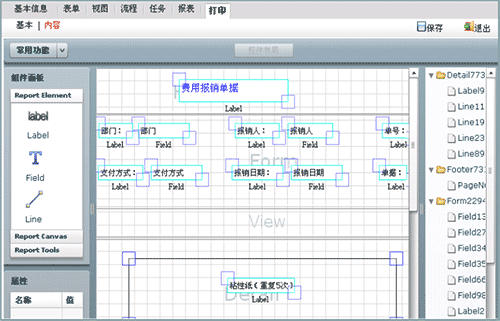 基本信息 表单 视图 流程 任务 报表 打印
基本 | 内容 保存 退出
常用功能
组件画板
Report Element
label
Label
T
Field
Line
Report Canvas
Report Tools
属性
名称 值
费用报销单据
Label
部门： 部门 报销人： 报销人 单号：
Label Field Label Field Label
Form
支付方式： 支付方式 报销日期： 报销日期 单据：
Label Field Label Field Label
View
粘性纸（重复5次）
Detail
Label
Detail773
Label9
Line11
Line19
Line23
Line89
Footer773
PageNu
Form2294
Field13
Field27
Field34
Field35
Field66
Field98
Label2